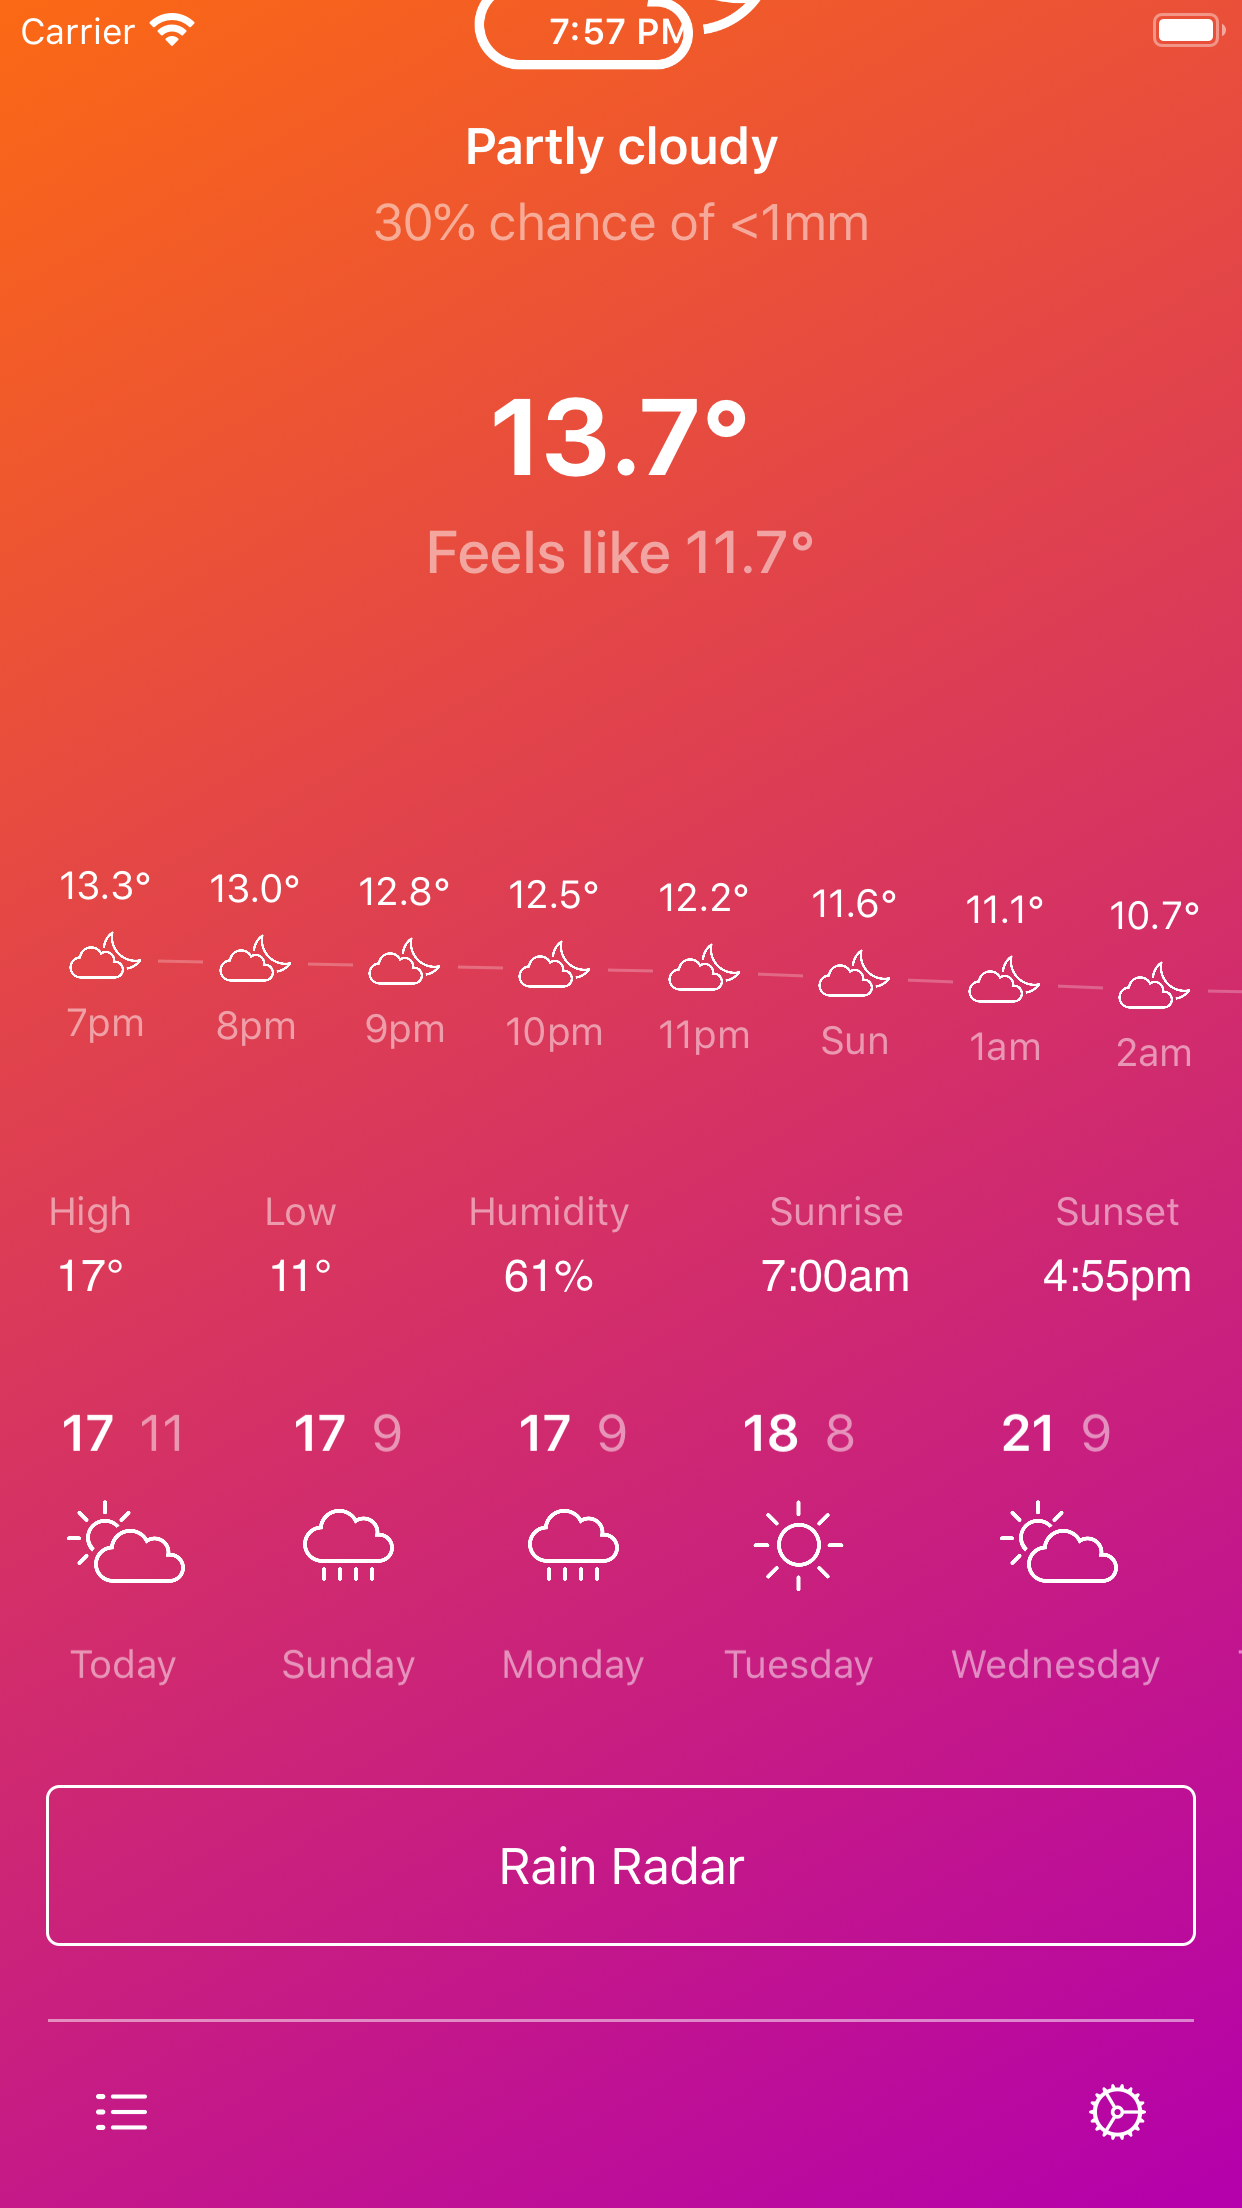 Carrier 7:57 PM
Partly cloudy
30% chance of <1mm
13.7°
Feels like 11.7°
13.3° 13.0° 12.8° 12.5° 12.2° 11.6° 11.1° 10.7°
7pm 8pm 9pm 10pm 11pm Sun 1am 2am
High Low Humidity Sunrise Sunset
17° 11° 61% 7:00am 4:55pm
17 11 17 9 17 9 18 8 21 9
Today Sunday Monday Tuesday Wednesday
Rain Radar